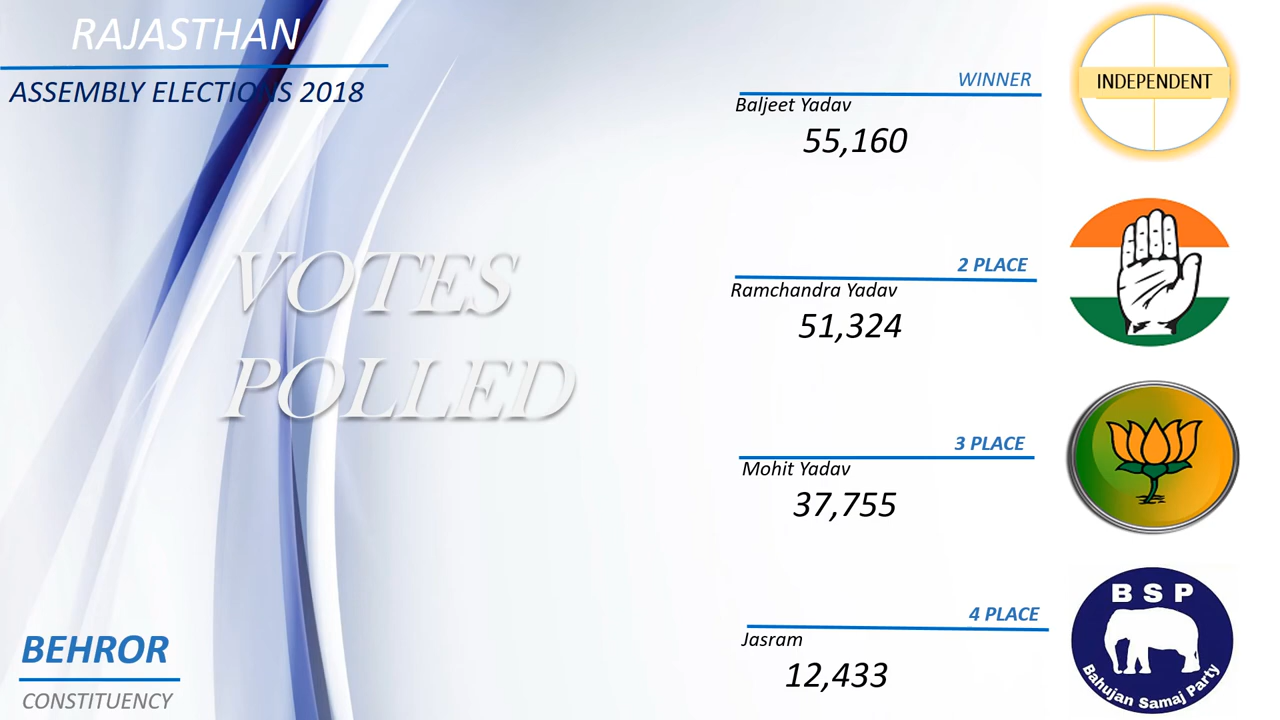 RAJASTHAN
ASSEMBLY ELECTIONS 2018
VOTES
POLLED
BEHROR
CONSTITUENCY
WINNER
Baljeet Yadav
55,160
INDEPENDENT
2 PLACE
Ramchandra Yadav
51,324
3 PLACE
Mohit Yadav
37,755
4 PLACE
Jasram
12,433
BSP
Bahujan Samaj Party